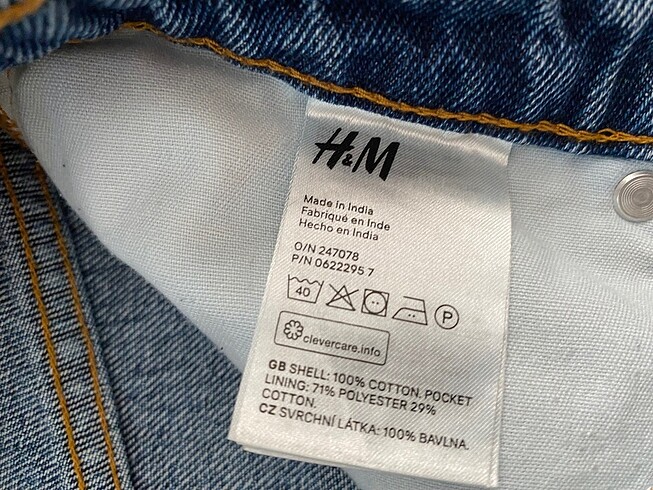 H&M
Made in India
Fabriqué en Inde
Hecho en India
O/N 247078
P/N 0622295 7
40 P
clevercare.info
GB SHELL: 100% COTTON. POCKET
LINING: 71% POLYESTER 29%
COTTON.
CZ SVRCHNÍ LÁTKA: 100% BAVLNA.